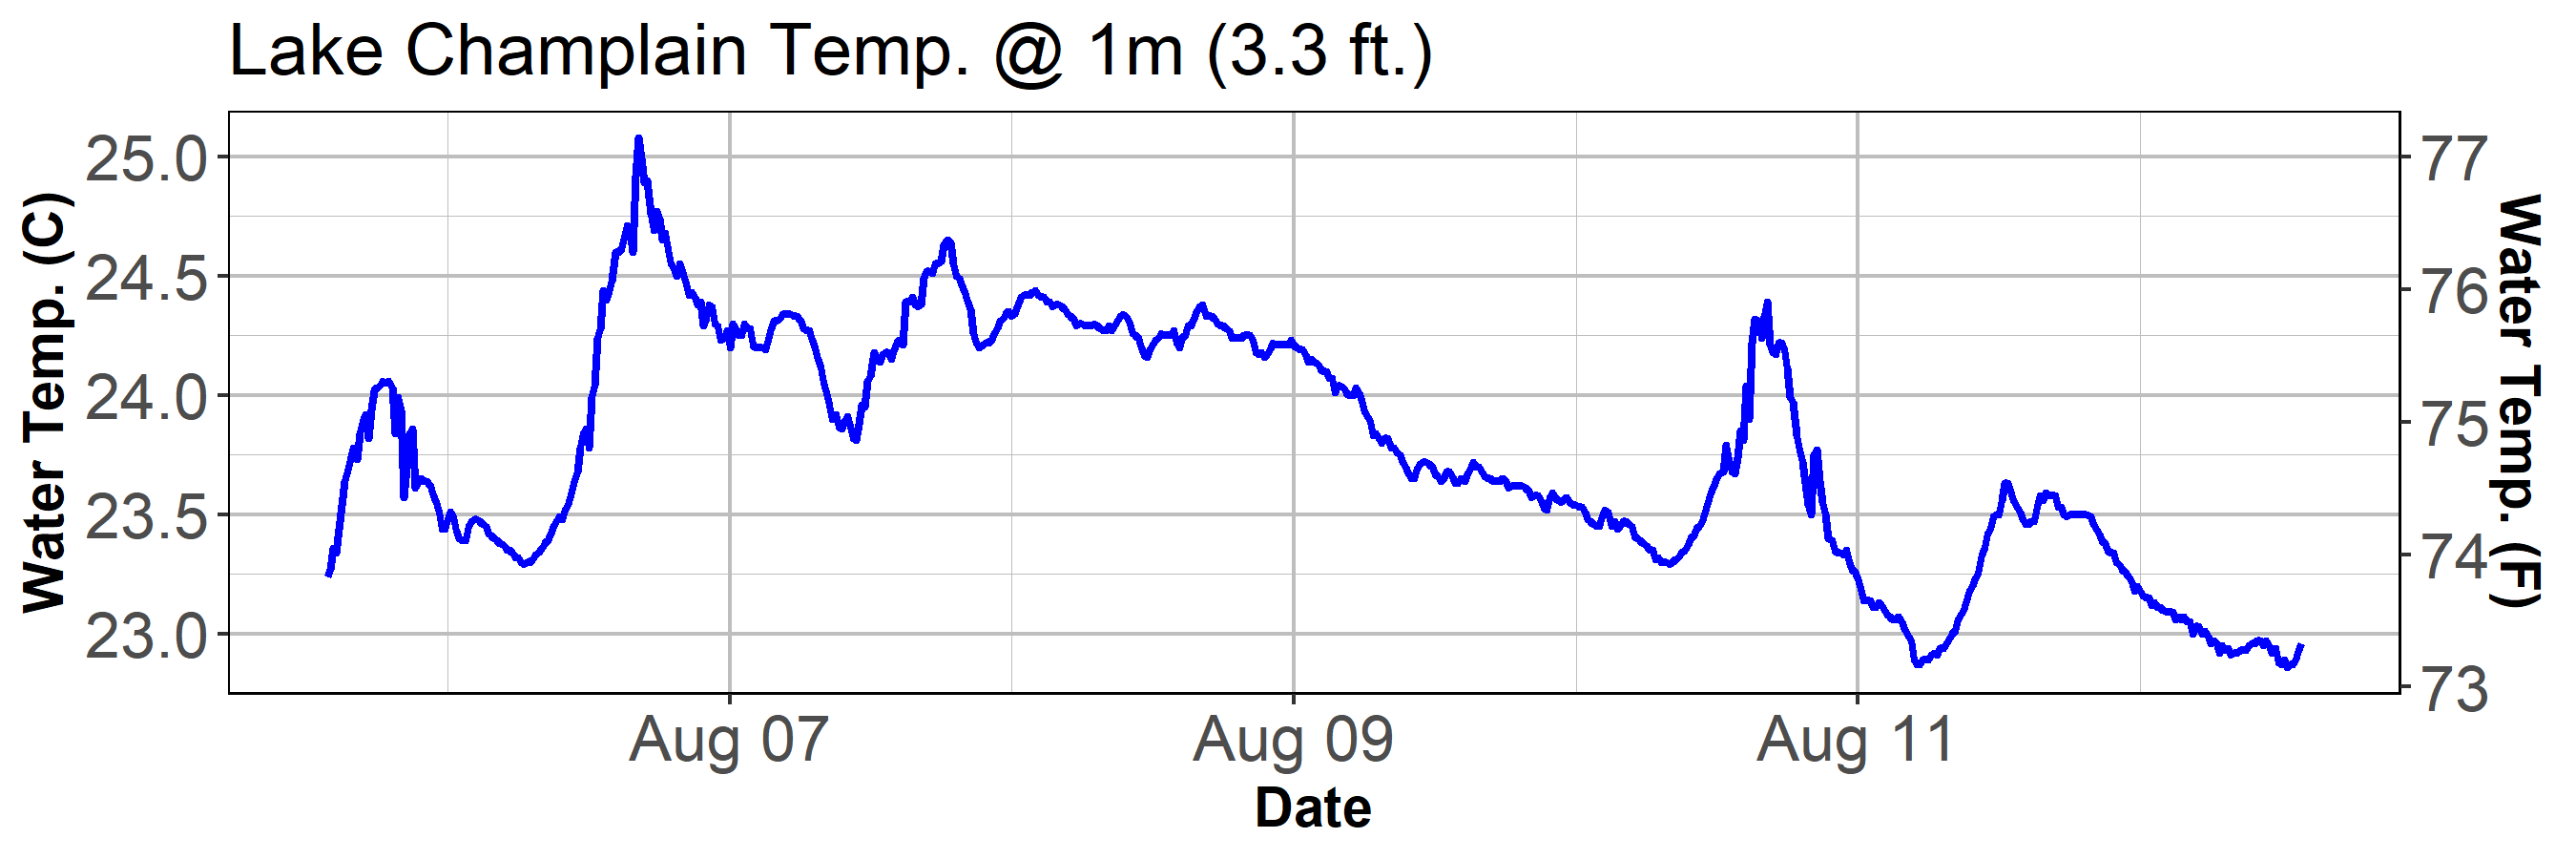 Lake Champlain Temp. @ 1m (3.3 ft.)
Water Temp. (C)
25.0
24.5
24.0
23.5
23.0
77
76
75
74
73
Water Temp. (F)
Aug 07 Aug 09 Aug 11
Date